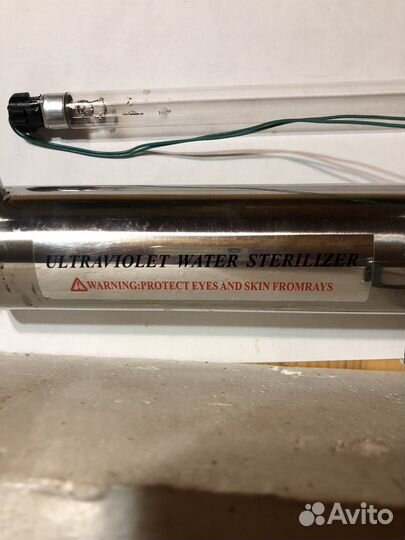 ULTRAVIOLET WATER STERILIZER
WARNING:PROTECT EYES AND SKIN FROMRAYS
Avito